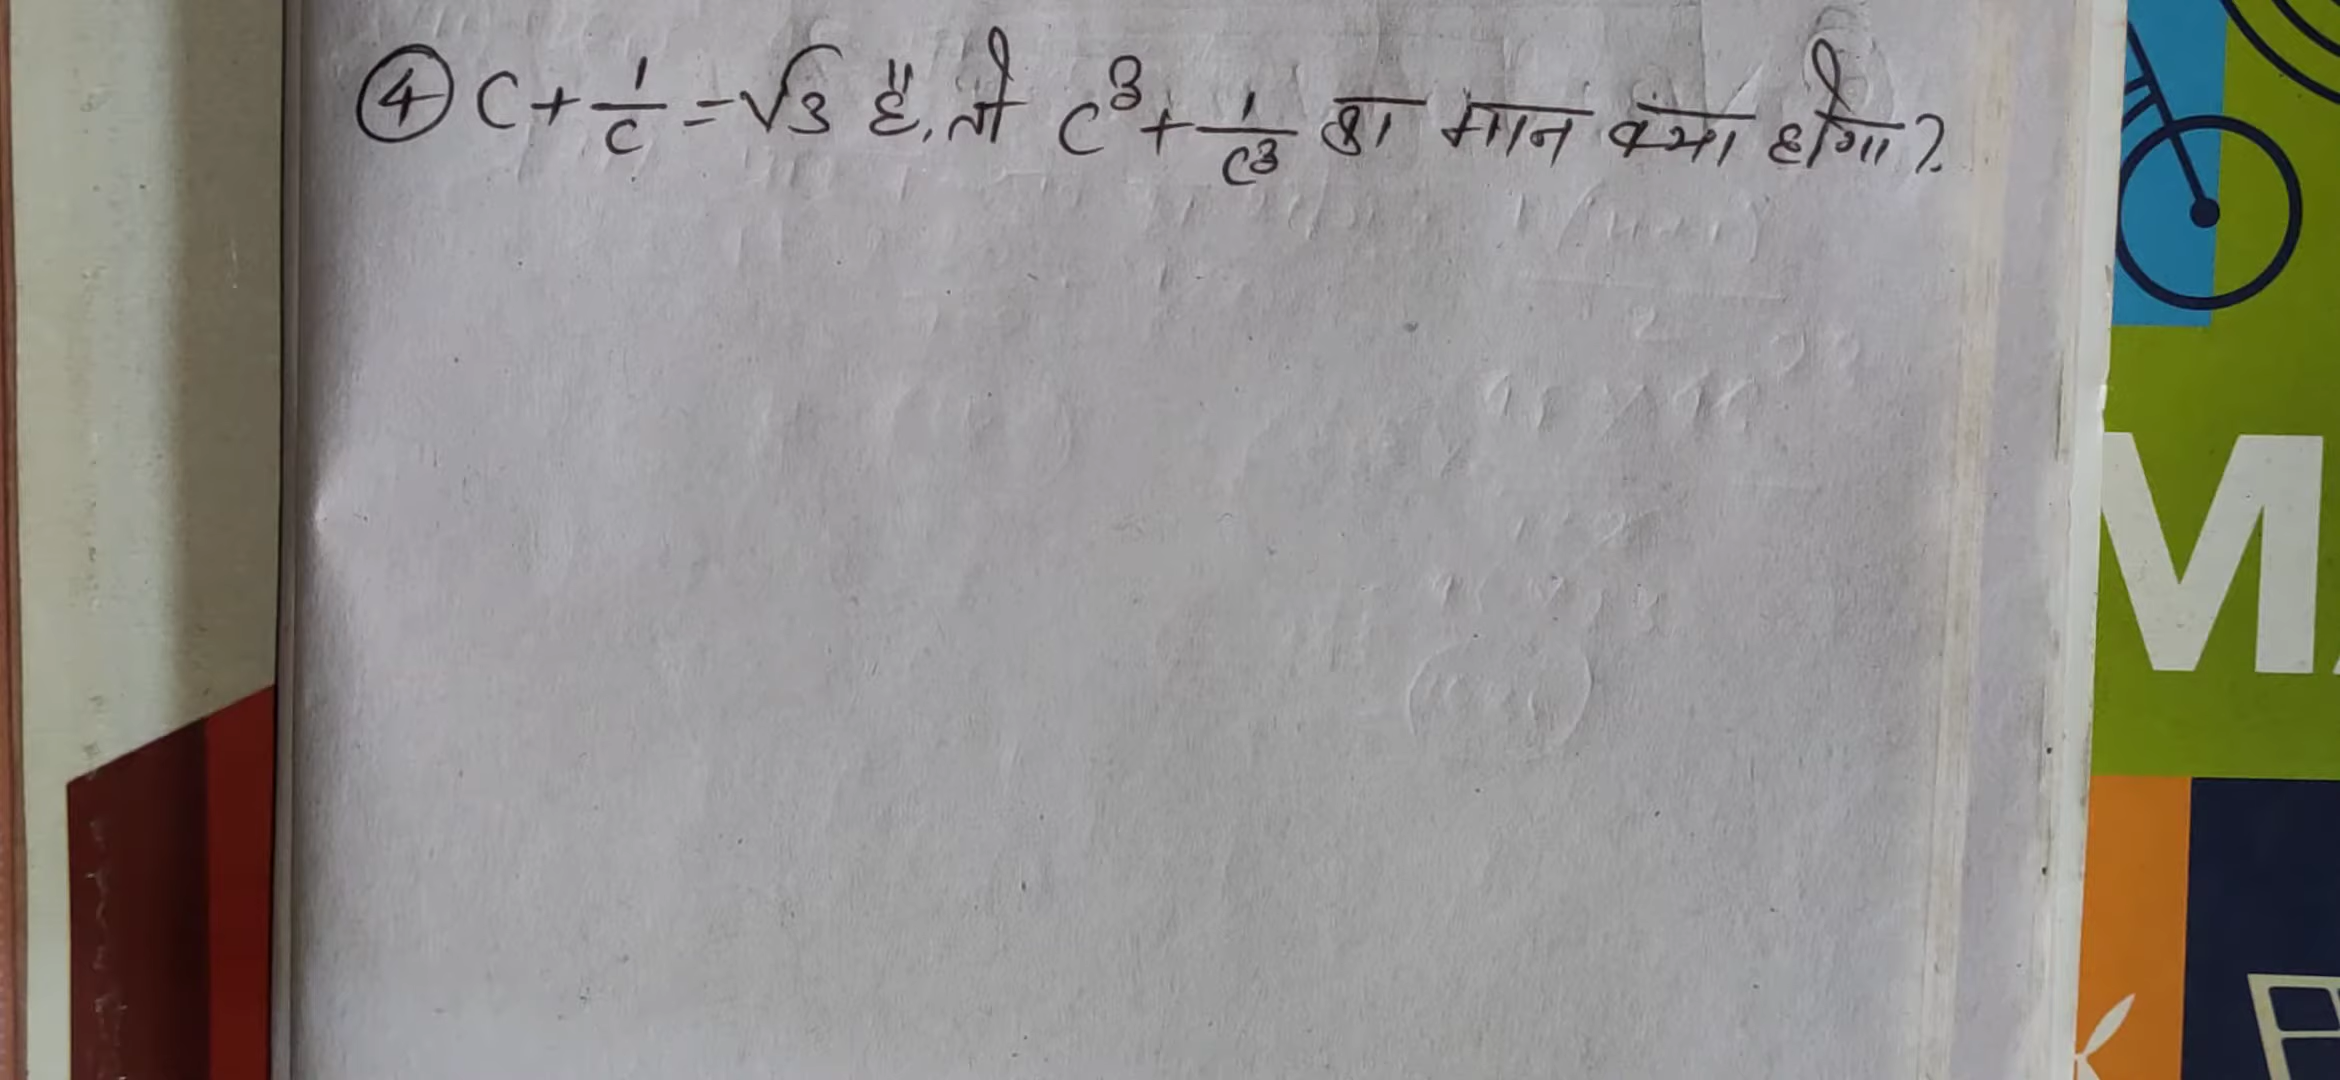 ④ C + 1/C = √3 है, तो C³ + 1/C³ का मान क्या होगा?
M